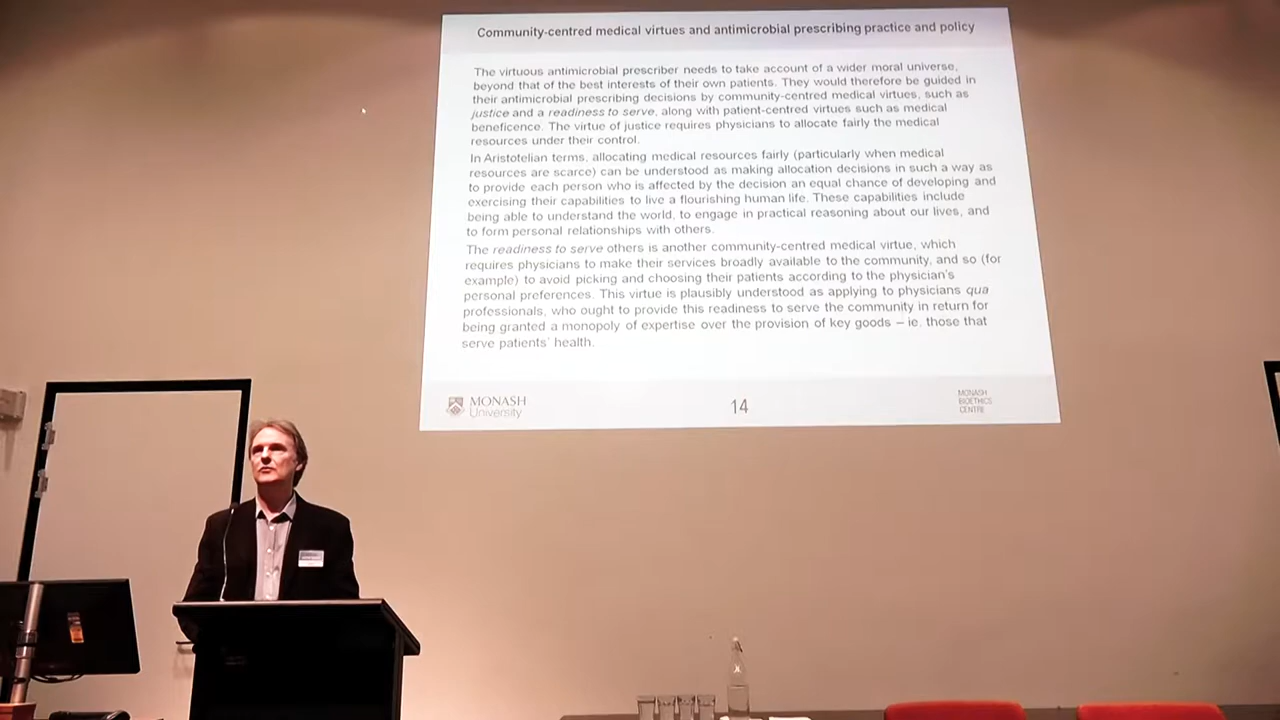 Community-centred medical virtues and antimicrobial prescribing practice and policy
The virtuous antimicrobial prescriber needs to take account of a wider moral universe,
beyond that of the best interests of their own patients. They would therefore be guided in
their antimicrobial prescribing decisions by community-centred medical virtues, such as
justice and a readiness to serve, along with patient-centred virtues such as medical
beneficence. The virtue of justice requires physicians to allocate fairly the medical
resources under their control.
In Aristotelian terms, allocating medical resources fairly (particularly when medical
resources are scarce) can be understood as making allocation decisions in such a way as
to provide each person who is affected by the decision an equal chance of developing and
exercising their capabilities to live a flourishing human life. These capabilities include
being able to understand the world, to engage in practical reasoning about our lives, and
to form personal relationships with others.
The readiness to serve others is another community-centred medical virtue, which
requires physicians to make their services broadly available to the community, and so (for
example) to avoid picking and choosing their patients according to the physician's
personal preferences. This virtue is plausibly understood as applying to physicians qua
professionals, who ought to provide this readiness to serve the community in return for
being granted a monopoly of expertise over the provision of key goods – ie. those that
serve patients' health.
MONASH
University
14
MONASH
BIOETHICS
CENTRE